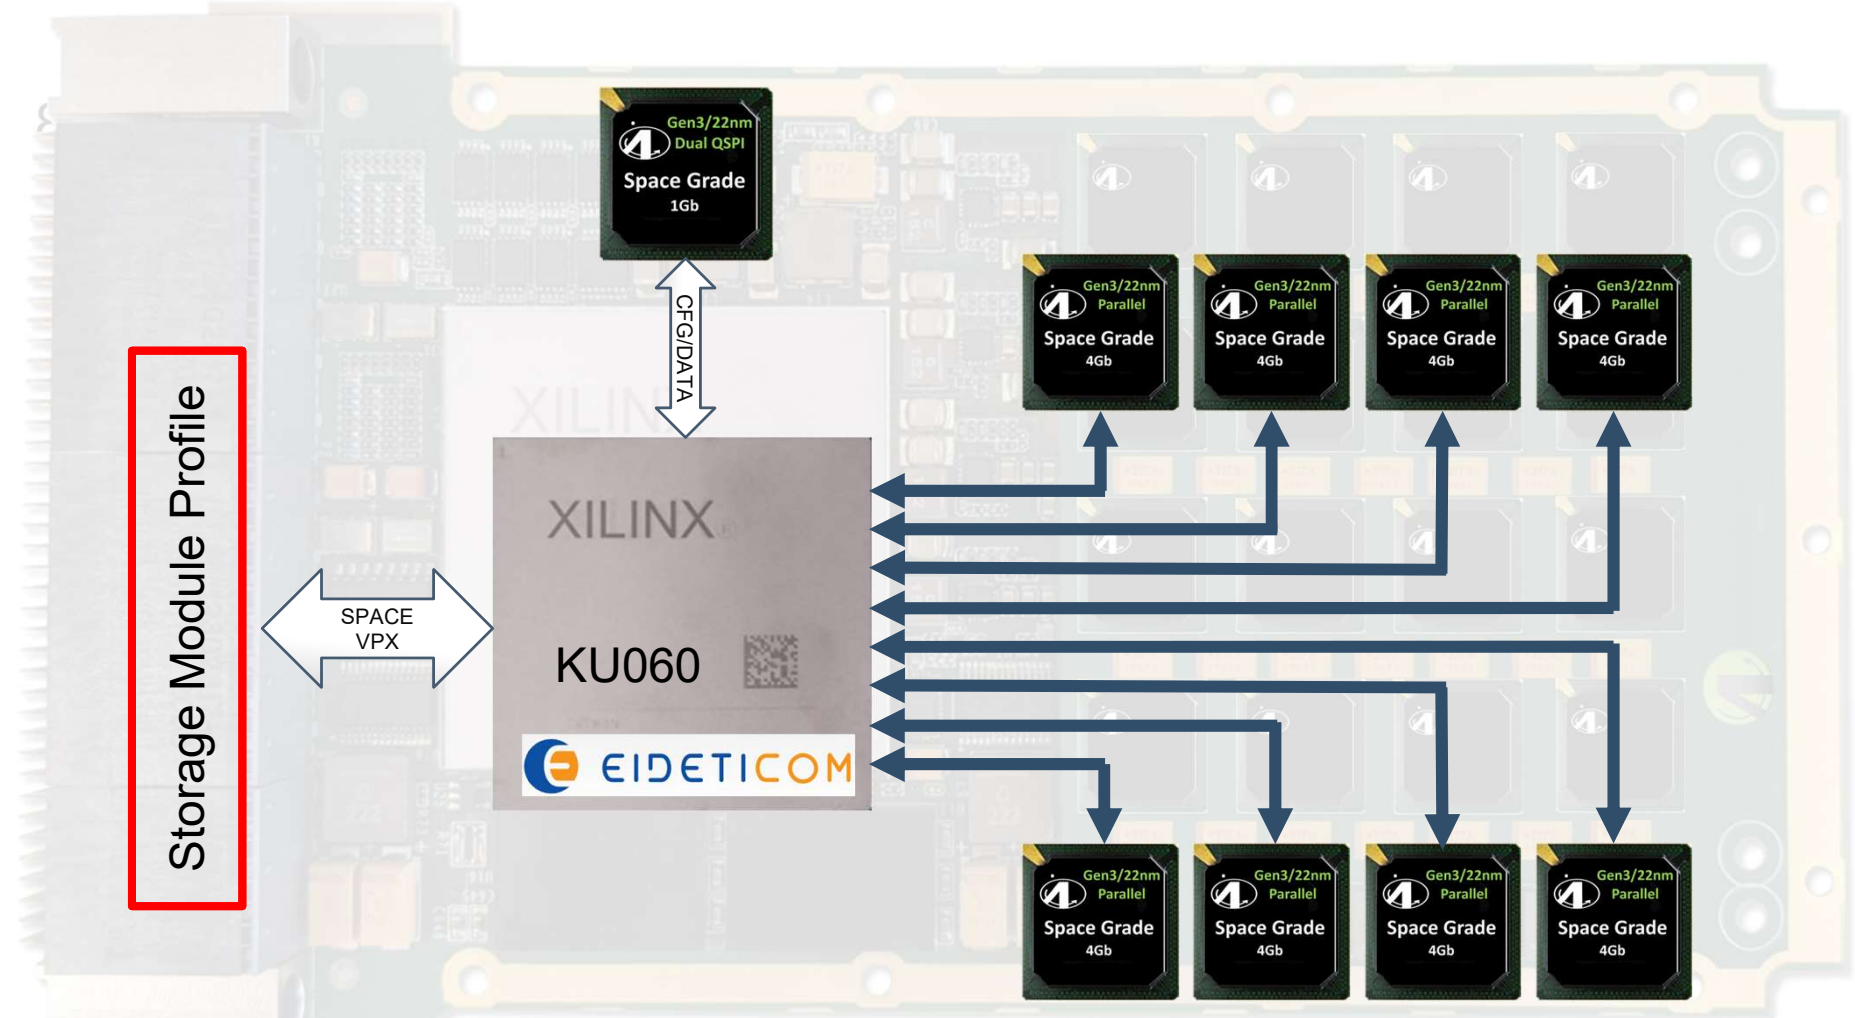 Gen3/22nm
Dual QSPI
Space Grade
1Gb
CFG/DATA
Gen3/22nm
Parallel
Space Grade
4Gb
Gen3/22nm
Parallel
Space Grade
4Gb
Gen3/22nm
Parallel
Space Grade
4Gb
Gen3/22nm
Parallel
Space Grade
4Gb
Storage Module Profile
SPACE
VPX
XILINX
XILINX
KU060
EIDETICOM
Gen3/22nm
Parallel
Space Grade
4Gb
Gen3/22nm
Parallel
Space Grade
4Gb
Gen3/22nm
Parallel
Space Grade
4Gb
Gen3/22nm
Parallel
Space Grade
4Gb